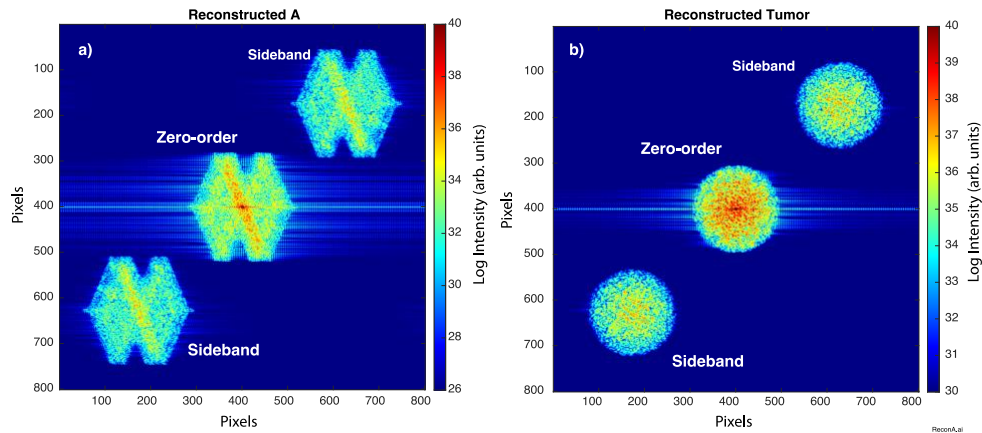 Reconstructed A
a)
Sideband
Zero-order
Sideband
100
200
300
400
500
600
700
800
Pixels
100 200 300 400 500 600 700 800
Pixels
40
38
36
34
32
30
28
26
Log Intensity (arb. units)
Reconstructed Tumor
b)
Sideband
Zero-order
Sideband
100
200
300
400
500
600
700
800
Pixels
100 200 300 400 500 600 700 800
Pixels
40
39
38
37
36
35
34
33
32
31
30
Log Intensity (arb. units)
ReconA.ai